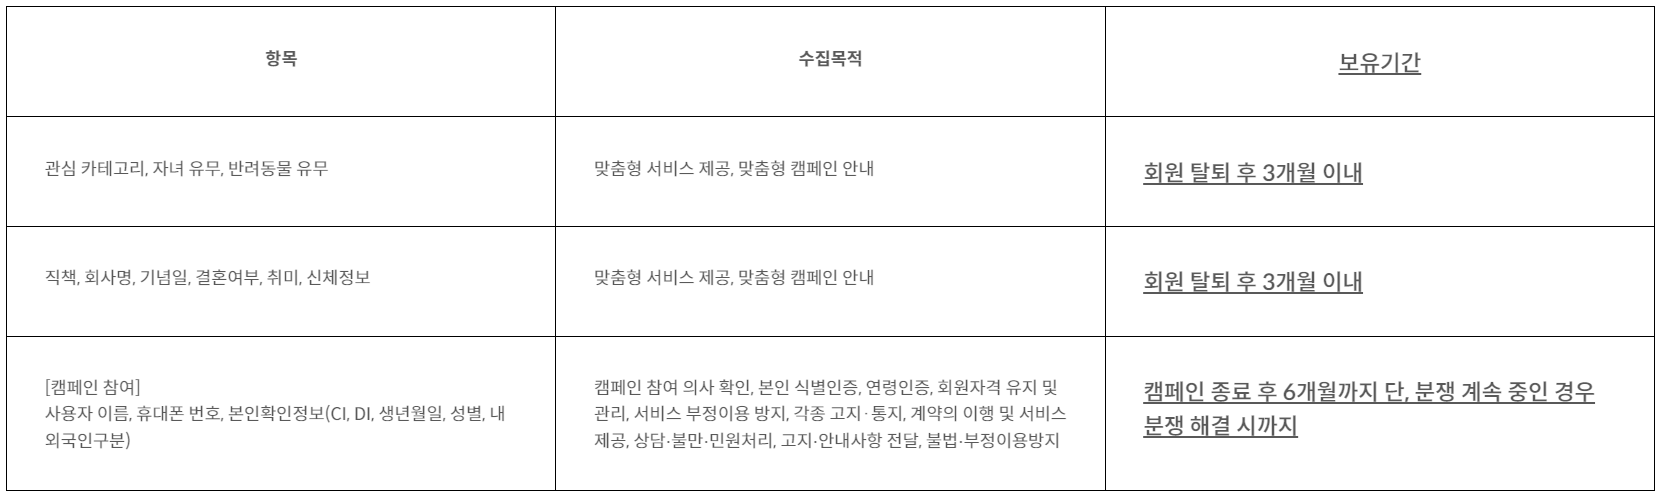 항목
수집목적
보유기간
관심 카테고리, 자녀 유무, 반려동물 유무
맞춤형 서비스 제공, 맞춤형 캠페인 안내
회원 탈퇴 후 3개월 이내
직책, 회사명, 기념일, 결혼여부, 취미, 신체정보
맞춤형 서비스 제공, 맞춤형 캠페인 안내
회원 탈퇴 후 3개월 이내
[캠페인 참여]
사용자 이름, 휴대폰 번호, 본인확인정보(CI, DI, 생년월일, 성별, 내
외국인구분)
캠페인 참여 의사 확인, 본인 식별인증, 연령인증, 회원자격 유지 및
관리, 서비스 부정이용 방지, 각종 고지·통지, 계약의 이행 및 서비스
제공, 상담·불만·민원처리, 고지·안내사항 전달, 불법·부정이용방지
캠페인 종료 후 6개월까지 단, 분쟁 계속 중인 경우
분쟁 해결 시까지